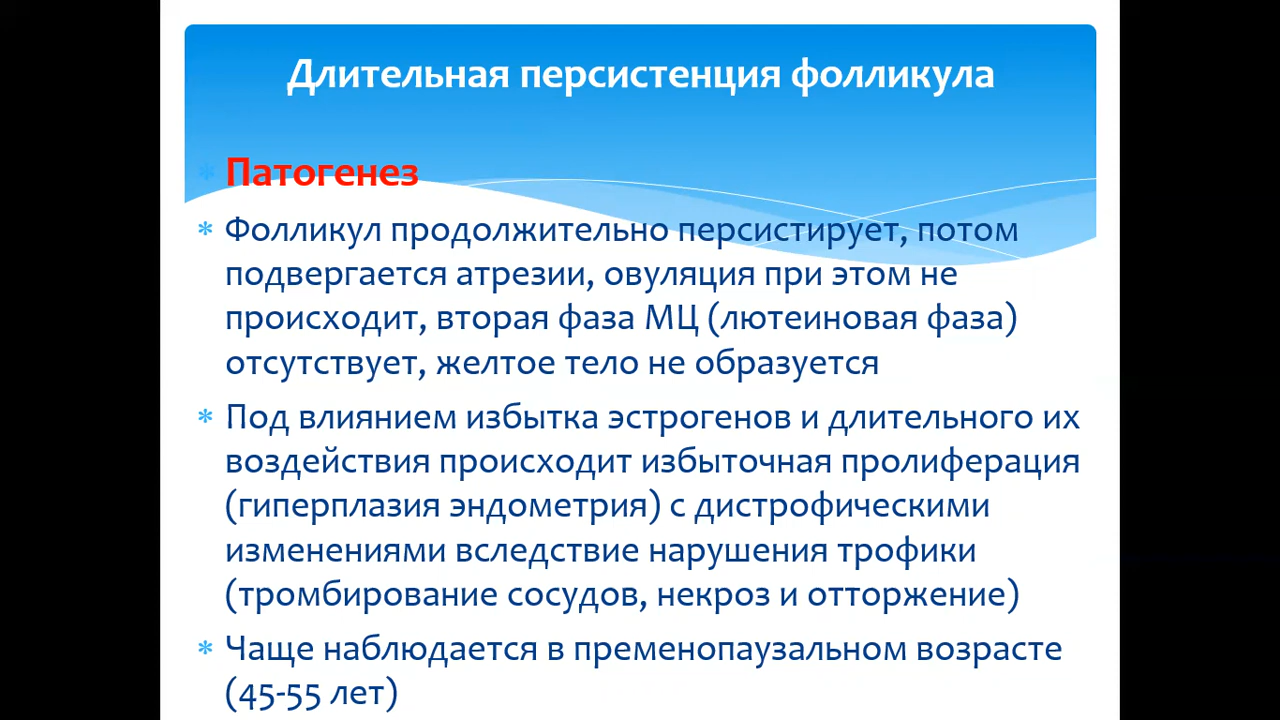 Длительная персистенция фолликула
* Патогенез
* Фолликул продолжительно персистирует, потом
подвергается атрезии, овуляция при этом не
происходит, вторая фаза МЦ (лютеиновая фаза)
отсутствует, желтое тело не образуется
* Под влиянием избытка эстрогенов и длительного их
воздействия происходит избыточная пролиферация
(гиперплазия эндометрия) с дистрофическими
изменениями вследствие нарушения трофики
(тромбирование сосудов, некроз и отторжение)
* Чаще наблюдается в пременопаузальном возрасте
(45-55 лет)